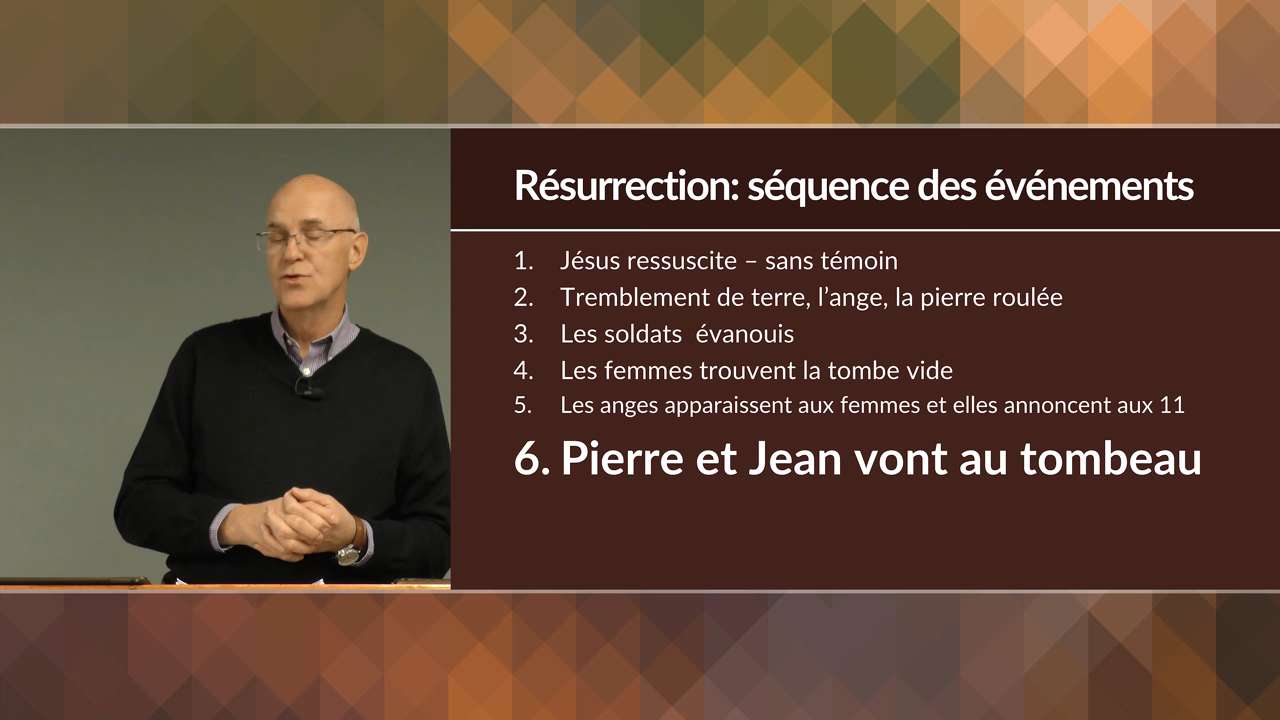 Résurrection: séquence des événements
1. Jésus ressuscite – sans témoin
2. Tremblement de terre, l’ange, la pierre roulée
3. Les soldats  évanouis
4. Les femmes trouvent la tombe vide
5. Les anges apparaissent aux femmes et elles annoncent aux 11
6. Pierre et Jean vont au tombeau